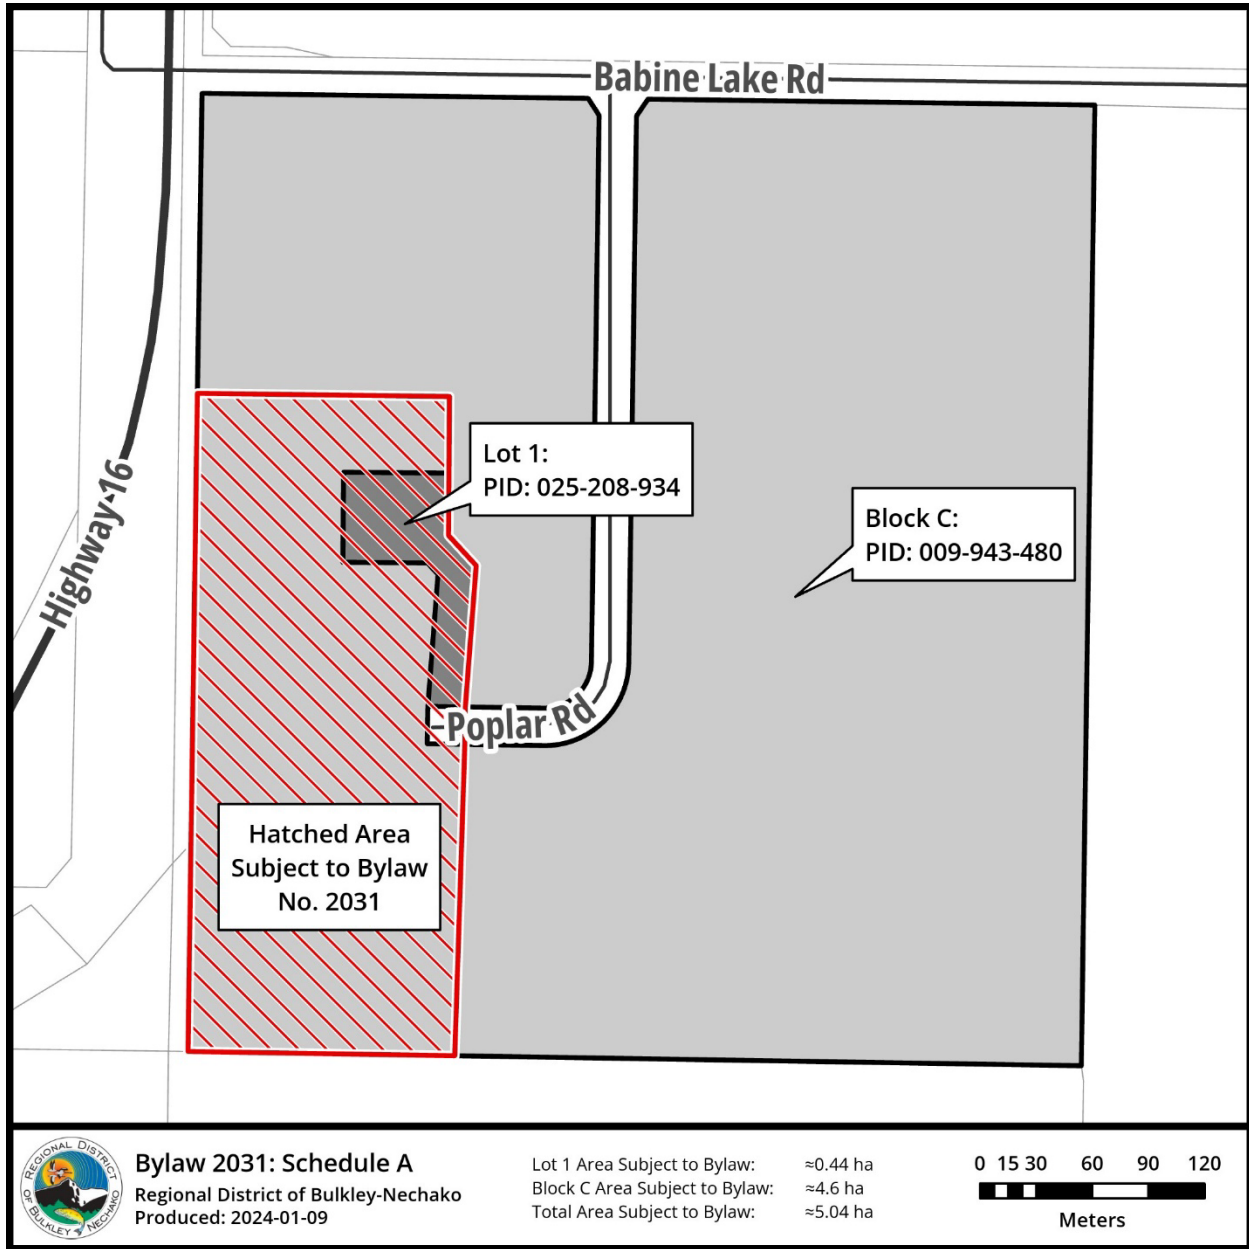 Babine Lake Rd
Lot 1:
PID: 025-208-934
Block C:
PID: 009-943-480
Highway 16
Poplar Rd
Hatched Area
Subject to Bylaw
No. 2031
REGIONAL DISTRICT
OF BULKLEY NECHAKO
Bylaw 2031: Schedule A
Regional District of Bulkley-Nechako
Produced: 2024-01-09
Lot 1 Area Subject to Bylaw: ≈0.44 ha
Block C Area Subject to Bylaw: ≈4.6 ha
Total Area Subject to Bylaw: ≈5.04 ha
0 15 30 60 90 120
Meters